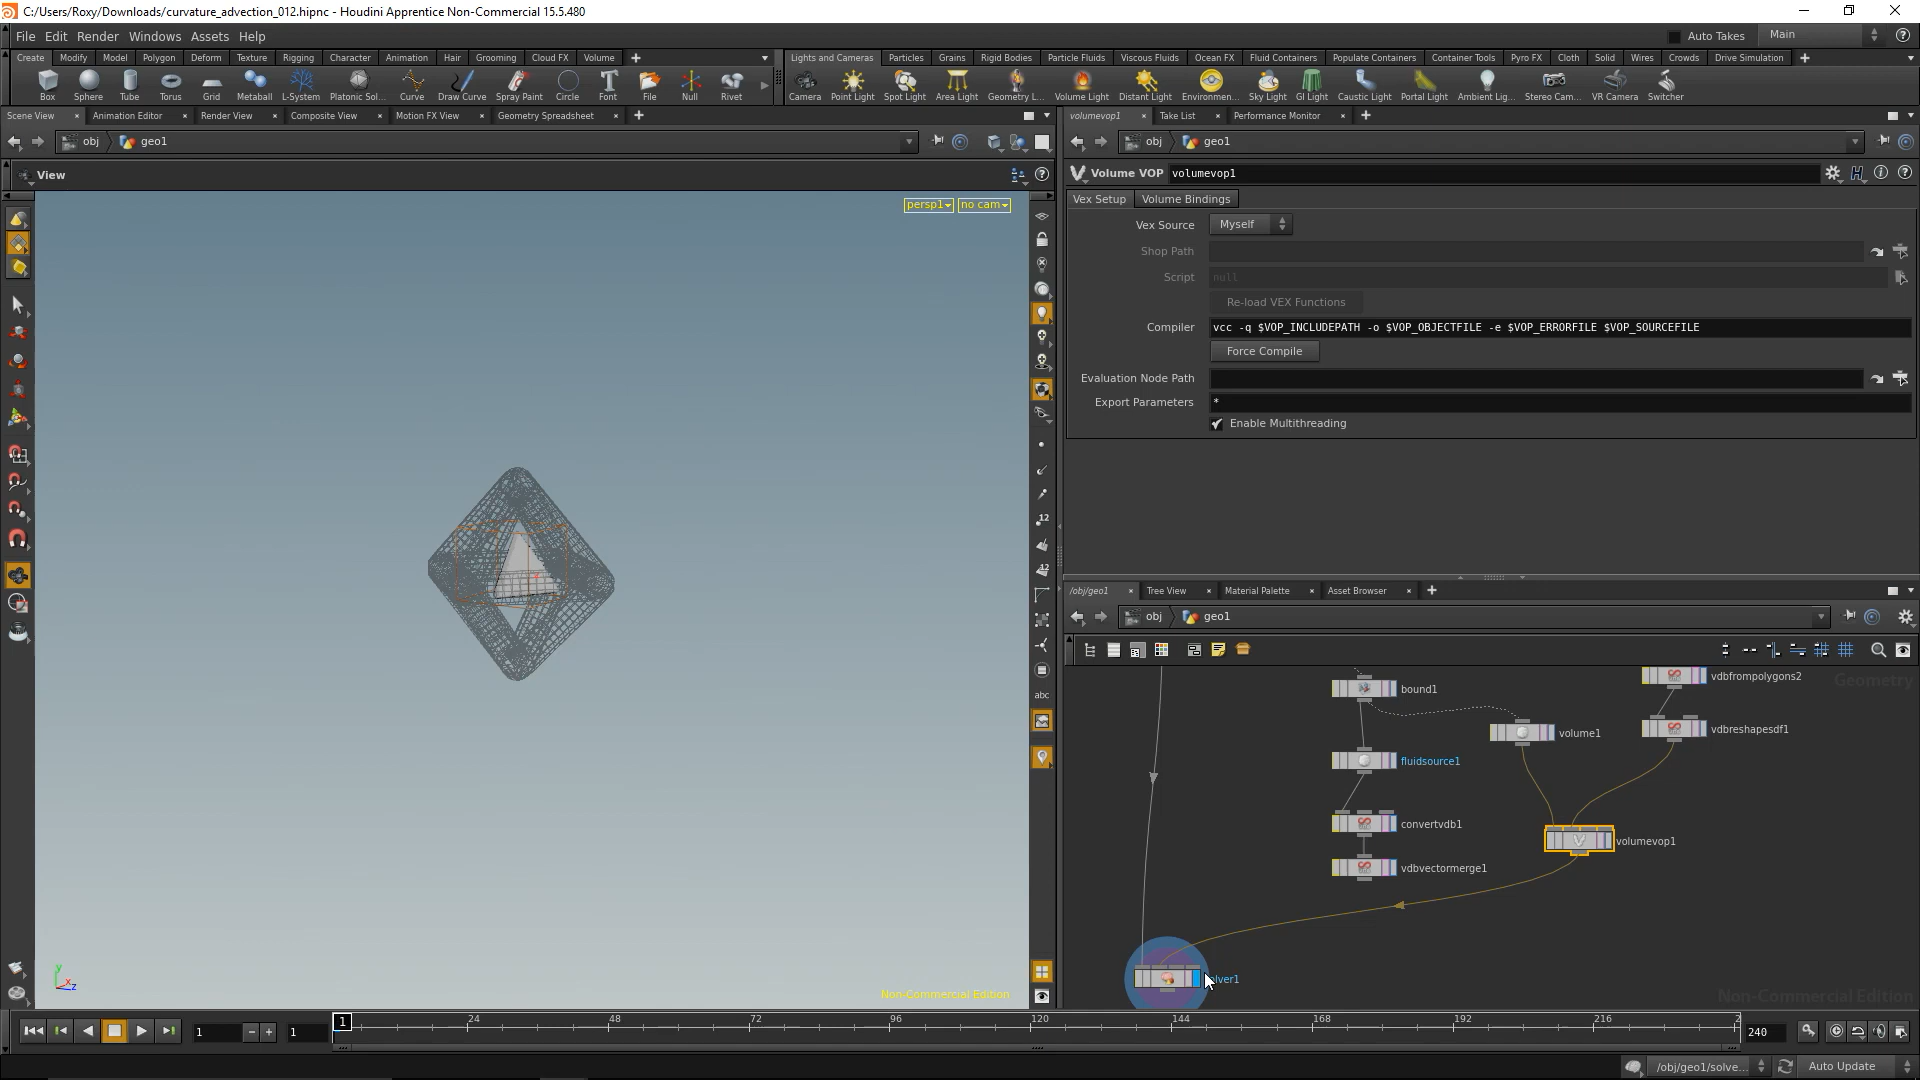 C:/Users/Roxy/Downloads/curvature_advection_012.hipnc - Houdini Apprentice Non-Commercial 15.5.480
File Edit Render Windows Assets Help
Auto Takes Main
Create Modify Model Polygon Deform Texture Rigging Character Animation Hair Grooming Cloud FX Volume
Lights and Cameras Particles Grains Rigid Bodies Particle Fluids Viscous Fluids Ocean FX Fluid Containers Populate Containers Container Tools Pyro FX Cloth Solid Wires Crowds Drive Simulation
Box Sphere Tube Torus Grid Metaball L-System Platonic Sol... Curve Draw Curve Spray Paint Circle Font File Null Rivet
Camera Point Light Spot Light Area Light Geometry L... Volume Light Distant Light Environmen... Sky Light GI Light Caustic Light Portal Light Ambient Lig... Stereo Cam... VR Camera Switcher
Scene View Animation Editor Render View Composite View Motion FX View Geometry Spreadsheet
volumevop1 Take List Performance Monitor
obj geo1
obj geo1
View
persp1 no cam
Volume VOP volumevop1
Vex Setup Volume Bindings
Vex Source Myself
Shop Path
Script null
Re-load VEX Functions
Compiler vcc -q $VOP_INCLUDEPATH -o $VOP_OBJECTFILE -e $VOP_ERRORFILE $VOP_SOURCEFILE
Force Compile
Evaluation Node Path
Export Parameters *
Enable Multithreading
12
12
abc
/obj/geo1 Tree View Material Palette Asset Browser
obj geo1
Geometry
vdbfrompolygons2
bound1
vdbreshapesdf1
volume1
fluidsource1
convertvdb1
volumevop1
vdbvectormerge1
lver1
Non-Commercial Edition
y
x
z
Non-Commercial Edition
1 1 1 24 48 72 96 120 144 168 192 216 2 240
/obj/geo1/solve... Auto Update